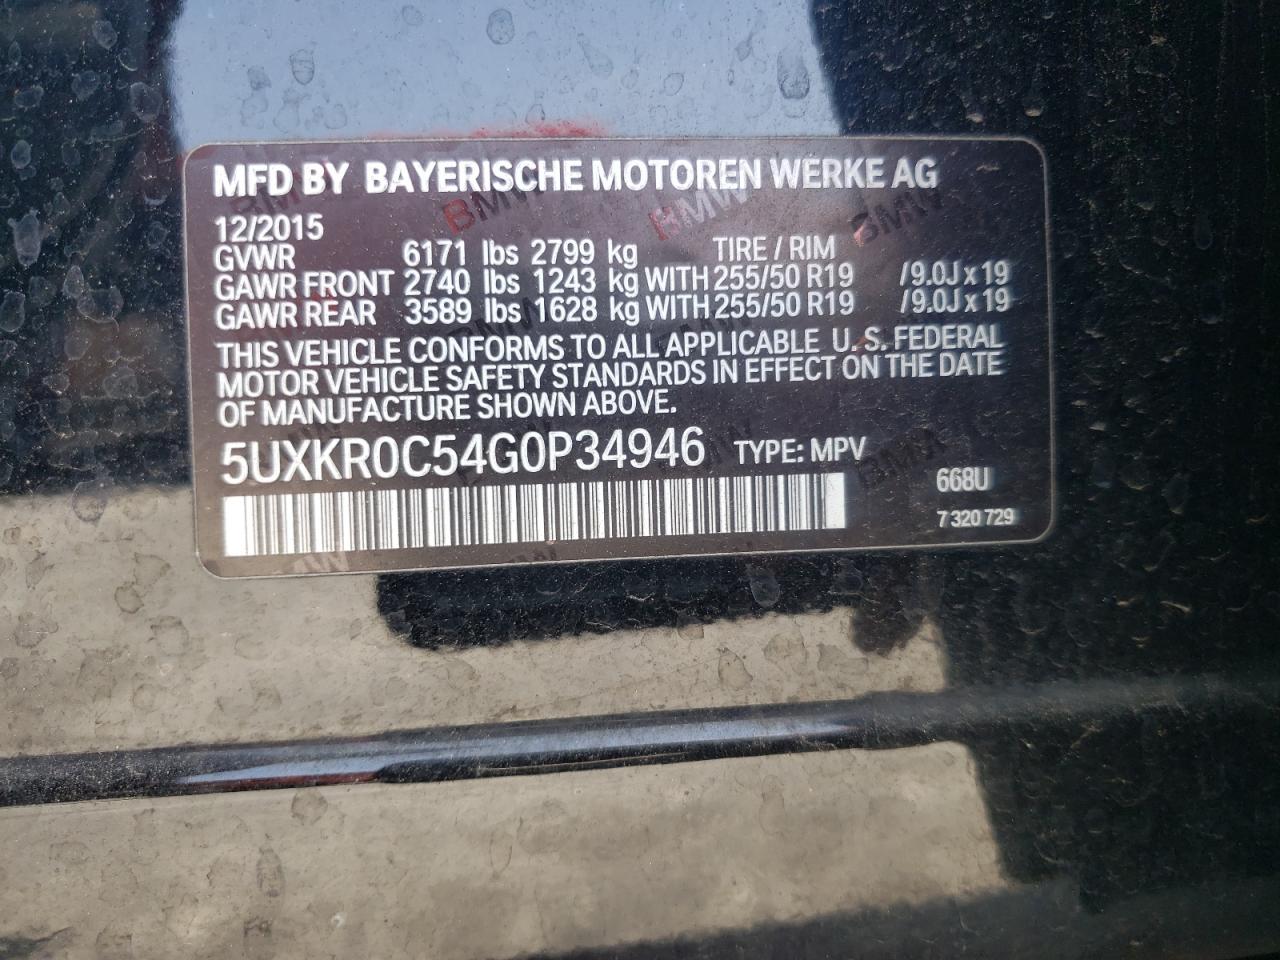 MFD BY BAYERISCHE MOTOREN WERKE AG
12/2015
GVWR 6171 lbs 2799 kg TIRE / RIM
GAWR FRONT 2740 lbs 1243 kg WITH 255/50 R19 /9.0J x 19
GAWR REAR 3589 lbs 1628 kg WITH 255/50 R19 /9.0J x 19
THIS VEHICLE CONFORMS TO ALL APPLICABLE U.S. FEDERAL
MOTOR VEHICLE SAFETY STANDARDS IN EFFECT ON THE DATE
OF MANUFACTURE SHOWN ABOVE.
5UXKR0C54G0P34946 TYPE: MPV
668U
7 320 729